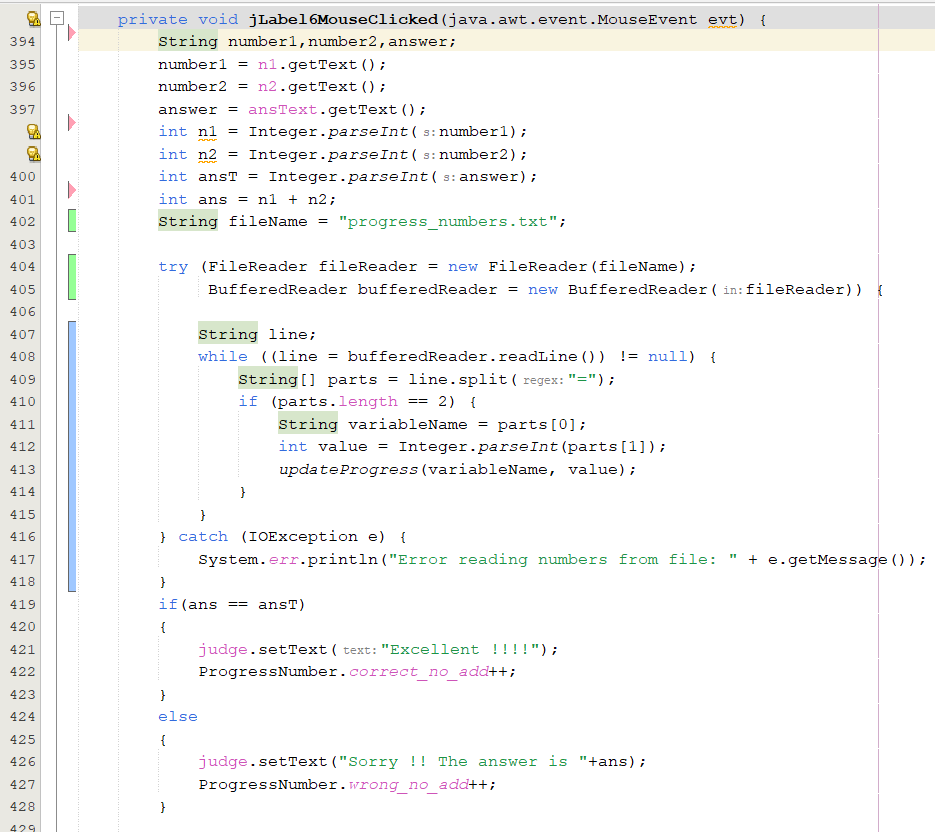 private void jLabel6MouseClicked(java.awt.event.MouseEvent evt) {
394 String number1,number2,answer;
395 number1 = n1.getText();
396 number2 = n2.getText();
397 answer = ansText.getText();
int n1 = Integer.parseInt( s: number1);
int n2 = Integer.parseInt( s: number2);
400 int ansT = Integer.parseInt( s: answer);
401 int ans = n1 + n2;
402 String fileName = "progress_numbers.txt";
403
404 try (FileReader fileReader = new FileReader(fileName);
405 BufferedReader bufferedReader = new BufferedReader( in: fileReader)) {
406
407 String line;
408 while ((line = bufferedReader.readLine()) != null) {
409 String[] parts = line.split( regex: "=");
410 if (parts.length == 2) {
411 String variableName = parts[0];
412 int value = Integer.parseInt(parts[1]);
413 updateProgress(variableName, value);
414 }
415 }
416 } catch (IOException e) {
417 System.err.println("Error reading numbers from file: " + e.getMessage());
418 }
419 if(ans == ansT)
420 {
421 judge.setText( text: "Excellent !!!!");
422 ProgressNumber.correct_no_add++;
423 }
424 else
425 {
426 judge.setText("Sorry !! The answer is "+ans);
427 ProgressNumber.wrong_no_add++;
428 }
429